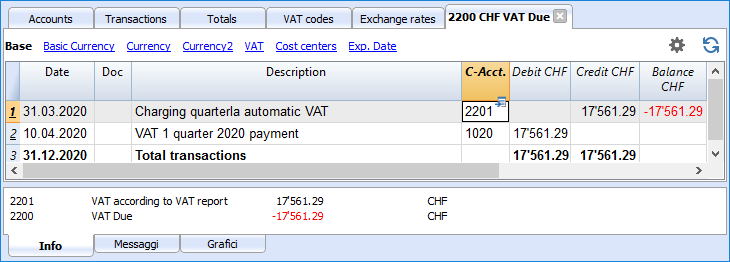 Accounts Transactions Totals VAT codes Exchange rates 2200 CHF VAT Due
Base Basic Currency Currency Currency2 VAT Cost centers Exp. Date
Date Doc Description C-Acct. Debit CHF Credit CHF Balance CHF
1 31.03.2020 Charging quarterla automatic VAT 2201 17'561.29 -17'561.29
2 10.04.2020 VAT 1 quarter 2020 payment 1020 17'561.29
3 31.12.2020 Total transactions 17'561.29 17'561.29
2201 VAT according to VAT report 17'561.29 CHF
2200 VAT Due -17'561.29 CHF
Info Messaggi Grafici